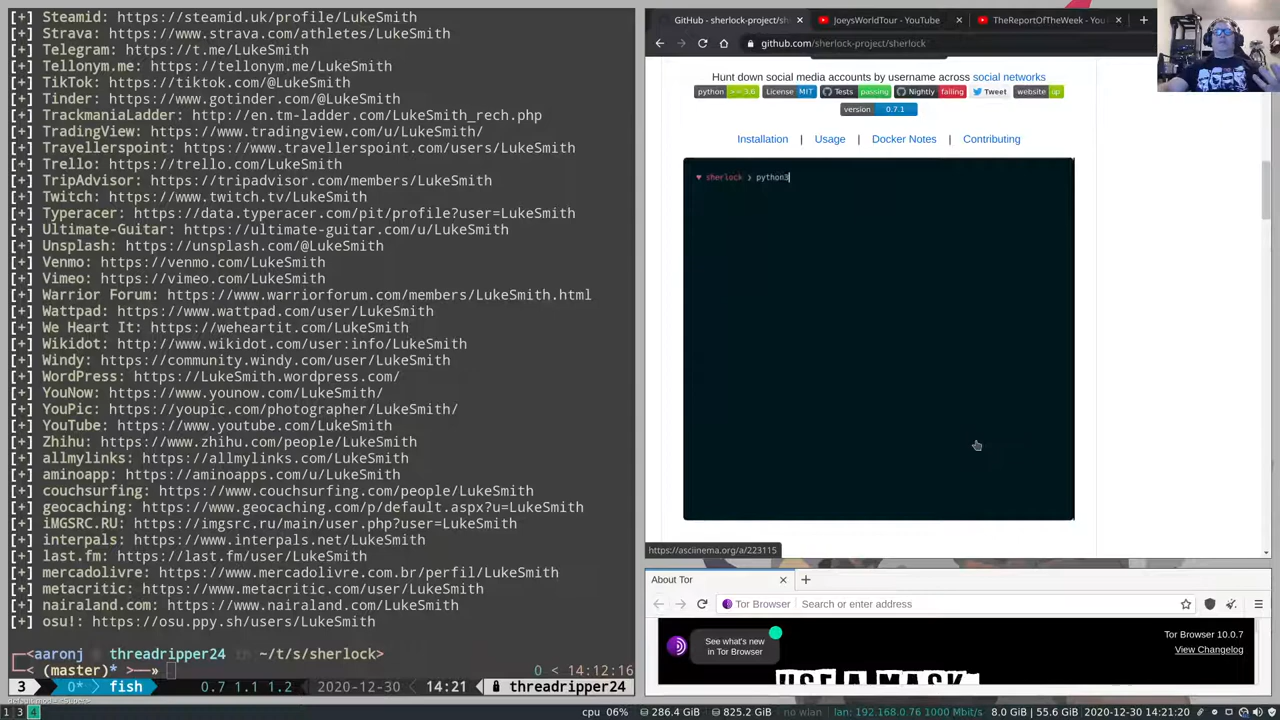 [+] Steamid: https://steamid.uk/profile/LukeSmith
[+] Strava: https://www.strava.com/athletes/LukeSmith
[+] Telegram: https://t.me/LukeSmith
[+] Tellonym.me: https://tellonym.me/LukeSmith
[+] TikTok: https://tiktok.com/@LukeSmith
[+] Tinder: https://www.gotinder.com/@LukeSmith
[+] TrackmaniaLadder: http://en.tm-ladder.com/LukeSmith_rech.php
[+] TradingView: https://www.tradingview.com/u/LukeSmith/
[+] Travellerspoint: https://www.travellerspoint.com/users/LukeSmith
[+] Trello: https://trello.com/LukeSmith
[+] TripAdvisor: https://tripadvisor.com/members/LukeSmith
[+] Twitch: https://www.twitch.tv/LukeSmith
[+] Typeracer: https://data.typeracer.com/pit/profile?user=LukeSmith
[+] Ultimate-Guitar: https://ultimate-guitar.com/u/LukeSmith
[+] Unsplash: https://unsplash.com/@LukeSmith
[+] Venmo: https://venmo.com/LukeSmith
[+] Vimeo: https://vimeo.com/LukeSmith
[+] Warrior Forum: https://www.warriorforum.com/members/LukeSmith.html
[+] Wattpad: https://www.wattpad.com/user/LukeSmith
[+] We Heart It: https://weheartit.com/LukeSmith
[+] Wikidot: http://www.wikidot.com/user:info/LukeSmith
[+] Windy: https://community.windy.com/user/LukeSmith
[+] WordPress: https://LukeSmith.wordpress.com/
[+] YouNow: https://www.younow.com/LukeSmith/
[+] YouPic: https://youpic.com/photographer/LukeSmith/
[+] YouTube: https://www.youtube.com/LukeSmith
[+] Zhihu: https://www.zhihu.com/people/LukeSmith
[+] allmylinks: https://allmylinks.com/LukeSmith
[+] aminoapp: https://aminoapps.com/u/LukeSmith
[+] couchsurfing: https://www.couchsurfing.com/people/LukeSmith
[+] geocaching: https://www.geocaching.com/p/default.aspx?u=LukeSmith
[+] iMGSRC.RU: https://imgsrc.ru/main/user.php?user=LukeSmith
[+] interpals: https://www.interpals.net/LukeSmith
[+] last.fm: https://last.fm/user/LukeSmith
[+] mercadolivre: https://www.mercadolivre.com.br/perfil/LukeSmith
[+] metacritic: https://www.metacritic.com/user/LukeSmith
[+] nairaland.com: https://www.nairaland.com/LukeSmith
[+] osu!: https://osu.ppy.sh/users/LukeSmith
<aaronj @ threadripper24 in ~/t/s/sherlock>
< (master)* >—» 0 < 14:12:16
3 0* fish 0.7 1.1 1.2 2020-12-30 14:21 threadripper24
GitHub - sherlock-project/s JoeysWorldTour - YouTube TheReportOfTheWeek - You
github.com/sherlock-project/sherlock
Hunt down social media accounts by username across social networks
python >= 3.6 License MIT Tests passing Nightly failing Tweet website up
version 0.7.1
Installation | Usage | Docker Notes | Contributing
♥ sherlock ❯ python3
https://asciinema.org/a/223115
About Tor
Tor Browser Search or enter address
See what's new
in Tor Browser
Tor Browser 10.0.7
View Changelog
USE A MASK
1 3 4 cpu 06% 286.4 GiB 825.2 GiB no wlan lan: 192.168.0.76 1000 Mbit/s 8.0 GiB | 55.6 GiB 2020-12-30 14:21:20